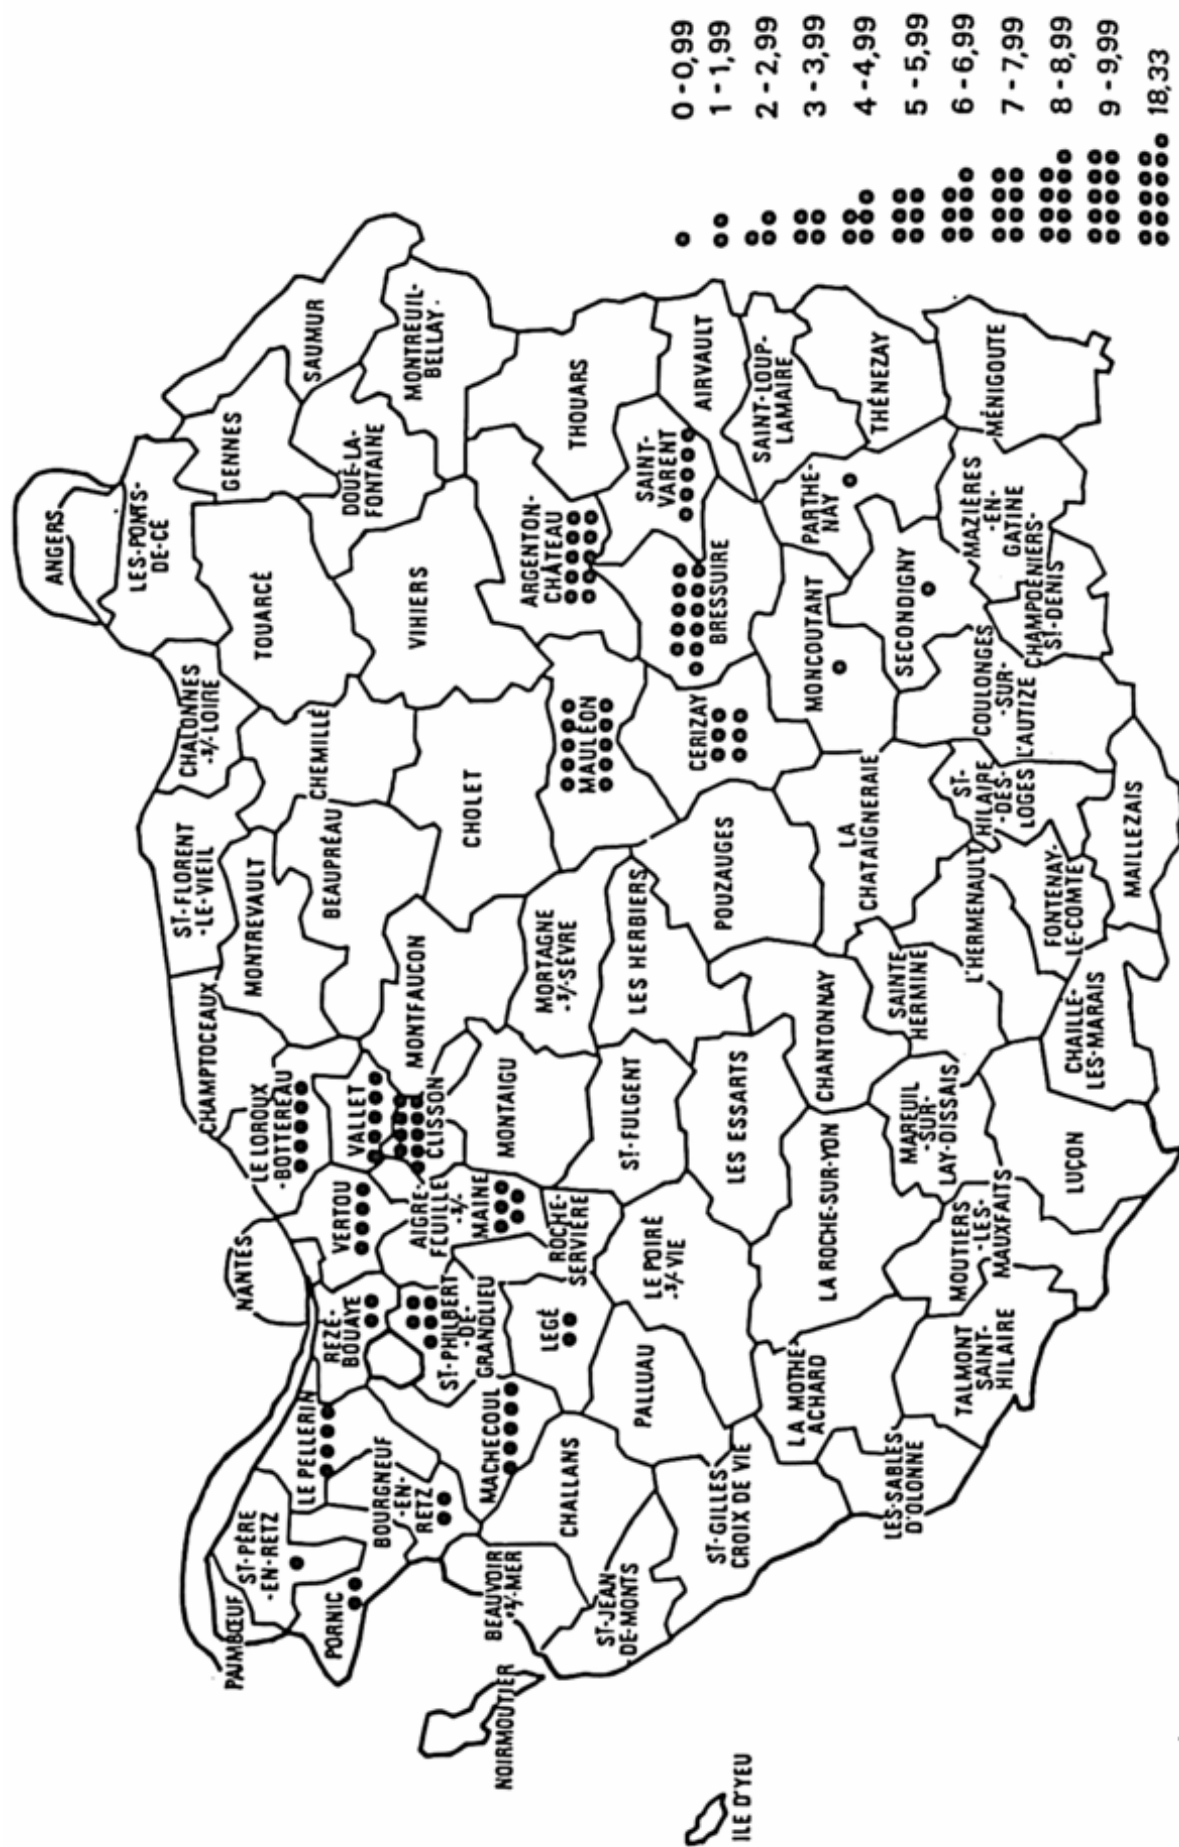 ANGERS
LES-PONTS-
DE-CÉ
GENNES
SAUMUR
DOUÉ-LA-
FONTAINE
MONTREUIL-
BELLAY
CHALONNES
-S/-LOIRE
TOUARCÉ
VIHIERS
ST-FLORENT
-LE-VIEIL
MONTREVAULT
BEAUPRÉAU
CHEMILLÉ
CHOLET
CHAMPTOCEAUX
MONTFAUCON
LE LOROUX
-BOTTEREAU
VALLET
CLISSON
NANTES
VERTOU
AIGRE-
FEUILLE
-S/-
MAINE
REZÉ-
BOUAYE
ST-PHILBERT
-DE-
GRANDLIEU
LE PELLERIN
PAIMBŒUF
ST-PÈRE
-EN-RETZ
PORNIC
BOURGNEUF
-EN-
RETZ
MACHECOUL
LEGÉ
ROCHE-
SERVIÈRE
MONTAIGU
MORTAGNE
-S/-SÈVRE
MAULÉON
ARGENTON-
CHÂTEAU
THOUARS
SAINT-
VARENT
AIRVAULT
BRESSUIRE
CERIZAY
LES HERBIERS
ST-FULGENT
LE POIRÉ
-S/-VIE
PALLUAU
CHALLANS
BEAUVOIR
-S/-MER
NOIRMOUTIER
ST-JEAN
DE-MONTS
ST-GILLES
CROIX DE VIE
ILE D'YEU
LA MOTHE
ACHARD
LA ROCHE-SUR-YON
LES ESSARTS
CHANTONNAY
POUZAUGES
LA
CHATAIGNERAIE
MONCOUTANT
PARTHE-
NAY
SAINT-LOUP-
LAMAIRE
THÉNEZAY
SECONDIGNY
MAZIÈRES
-EN-
GATINE
MÉNIGOUTE
CHAMPDENIERS-
ST-DENIS
COULONGES
-SUR-
L'AUTIZE
ST-
HILAIRE
-DES-
LOGES
L'HERMENAULT
SAINTE
HERMINE
MAREUIL
-SUR-
LAY-DISSAIS
MOUTIERS
-LES-
MAUXFAITS
TALMONT
SAINT-
HILAIRE
LES-SABLES
D'OLONNE
LUÇON
CHAILLÉ-
LES-MARAIS
FONTENAY-
LE-COMTE
MAILLEZAIS
0 - 0,99
1 - 1,99
2 - 2,99
3 - 3,99
4 - 4,99
5 - 5,99
6 - 6,99
7 - 7,99
8 - 8,99
9 - 9,99
18,33